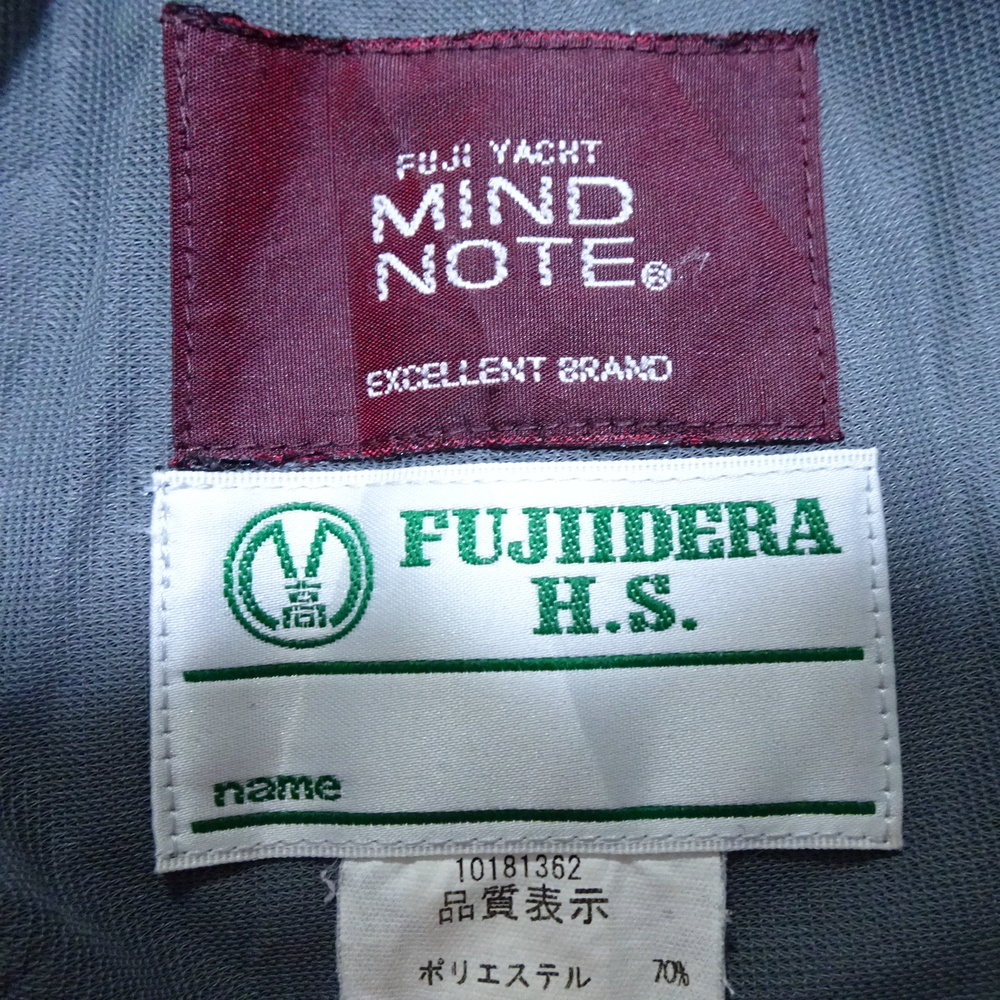 FUJI YACHT
MIND
NOTE®
EXCELLENT BRAND
高
FUJIIDERA
H.S.
name
10181362
品質表示
ポリエステル 70%